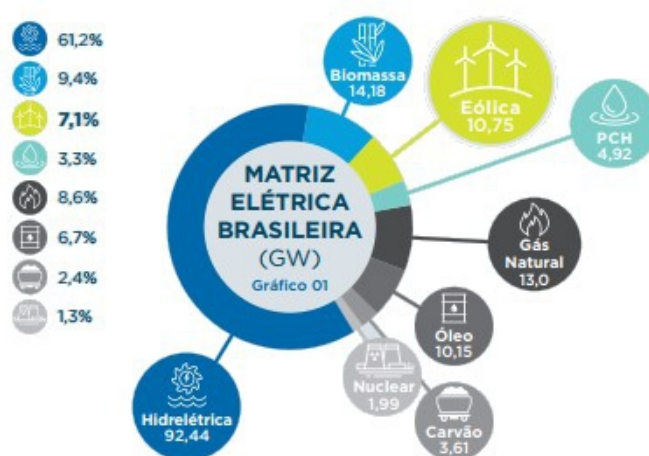 61,2%
9,4%
7,1%
3,3%
8,6%
6,7%
2,4%
1,3%
MATRIZ
ELÉTRICA
BRASILEIRA
(GW)
Gráfico 01
Biomassa
14,18
Eólica
10,75
PCH
4,92
Gás
Natural
13,0
Óleo
10,15
Carvão
3,61
Nuclear
1,99
Hidrelétrica
92,44